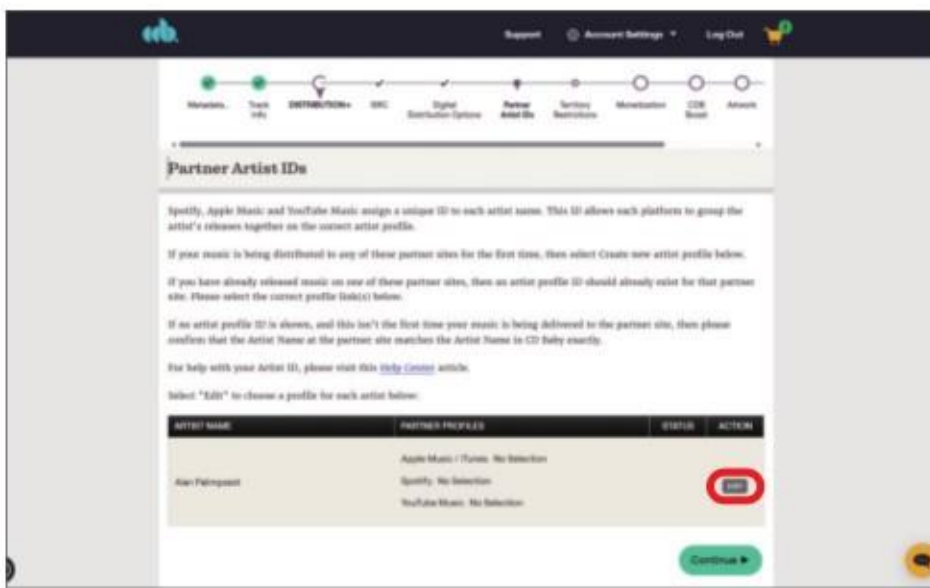 cdb.
Support Account Settings Log Out
Metadata.. Track Info DISTRIBUTION+ ISRC Digital Distribution Options Partner Artist IDs Territory Restrictions Monetization CDB Boost Artwork
Partner Artist IDs
Spotify, Apple Music and YouTube Music assign a unique ID to each artist name. This ID allows each platform to group the
artist's releases together on the correct artist profile.
If your music is being distributed to any of these partner sites for the first time, then select Create new artist profile below.
If you have already released music on one of these partner sites, then an artist profile ID should already exist for that partner
site. Please select the correct profile link(s) below.
If no artist profile ID is shown, and this isn't the first time your music is being delivered to the partner site, then please
confirm that the Artist Name at the partner site matches the Artist Name in CD Baby exactly.
For help with your Artist ID, please visit this Help Center article.
Select "Edit" to choose a profile for each artist below:
ARTIST NAME PARTNER PROFILES STATUS ACTION
Apple Music / iTunes: No Selection
Alan Spotify: No Selection EDIT
YouTube Music: No Selection
Continue